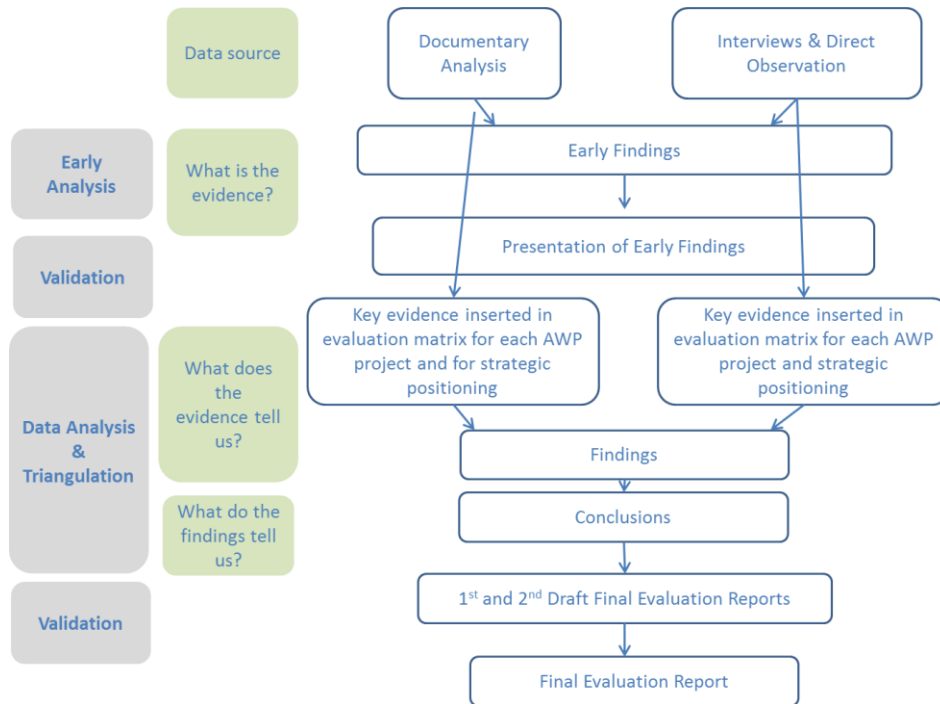 Data source
Documentary
Analysis
Interviews & Direct
Observation
Early
Analysis
What is the
evidence?
Early Findings
Validation
Presentation of Early Findings
Key evidence inserted in
evaluation matrix for each AWP
project and for strategic
positioning
Key evidence inserted in
evaluation matrix for each AWP
project and strategic
positioning
Data Analysis
&
Triangulation
What does
the
evidence tell
us?
Findings
What do the
findings tell
us?
Conclusions
Validation
1st and 2nd Draft Final Evaluation Reports
Final Evaluation Report